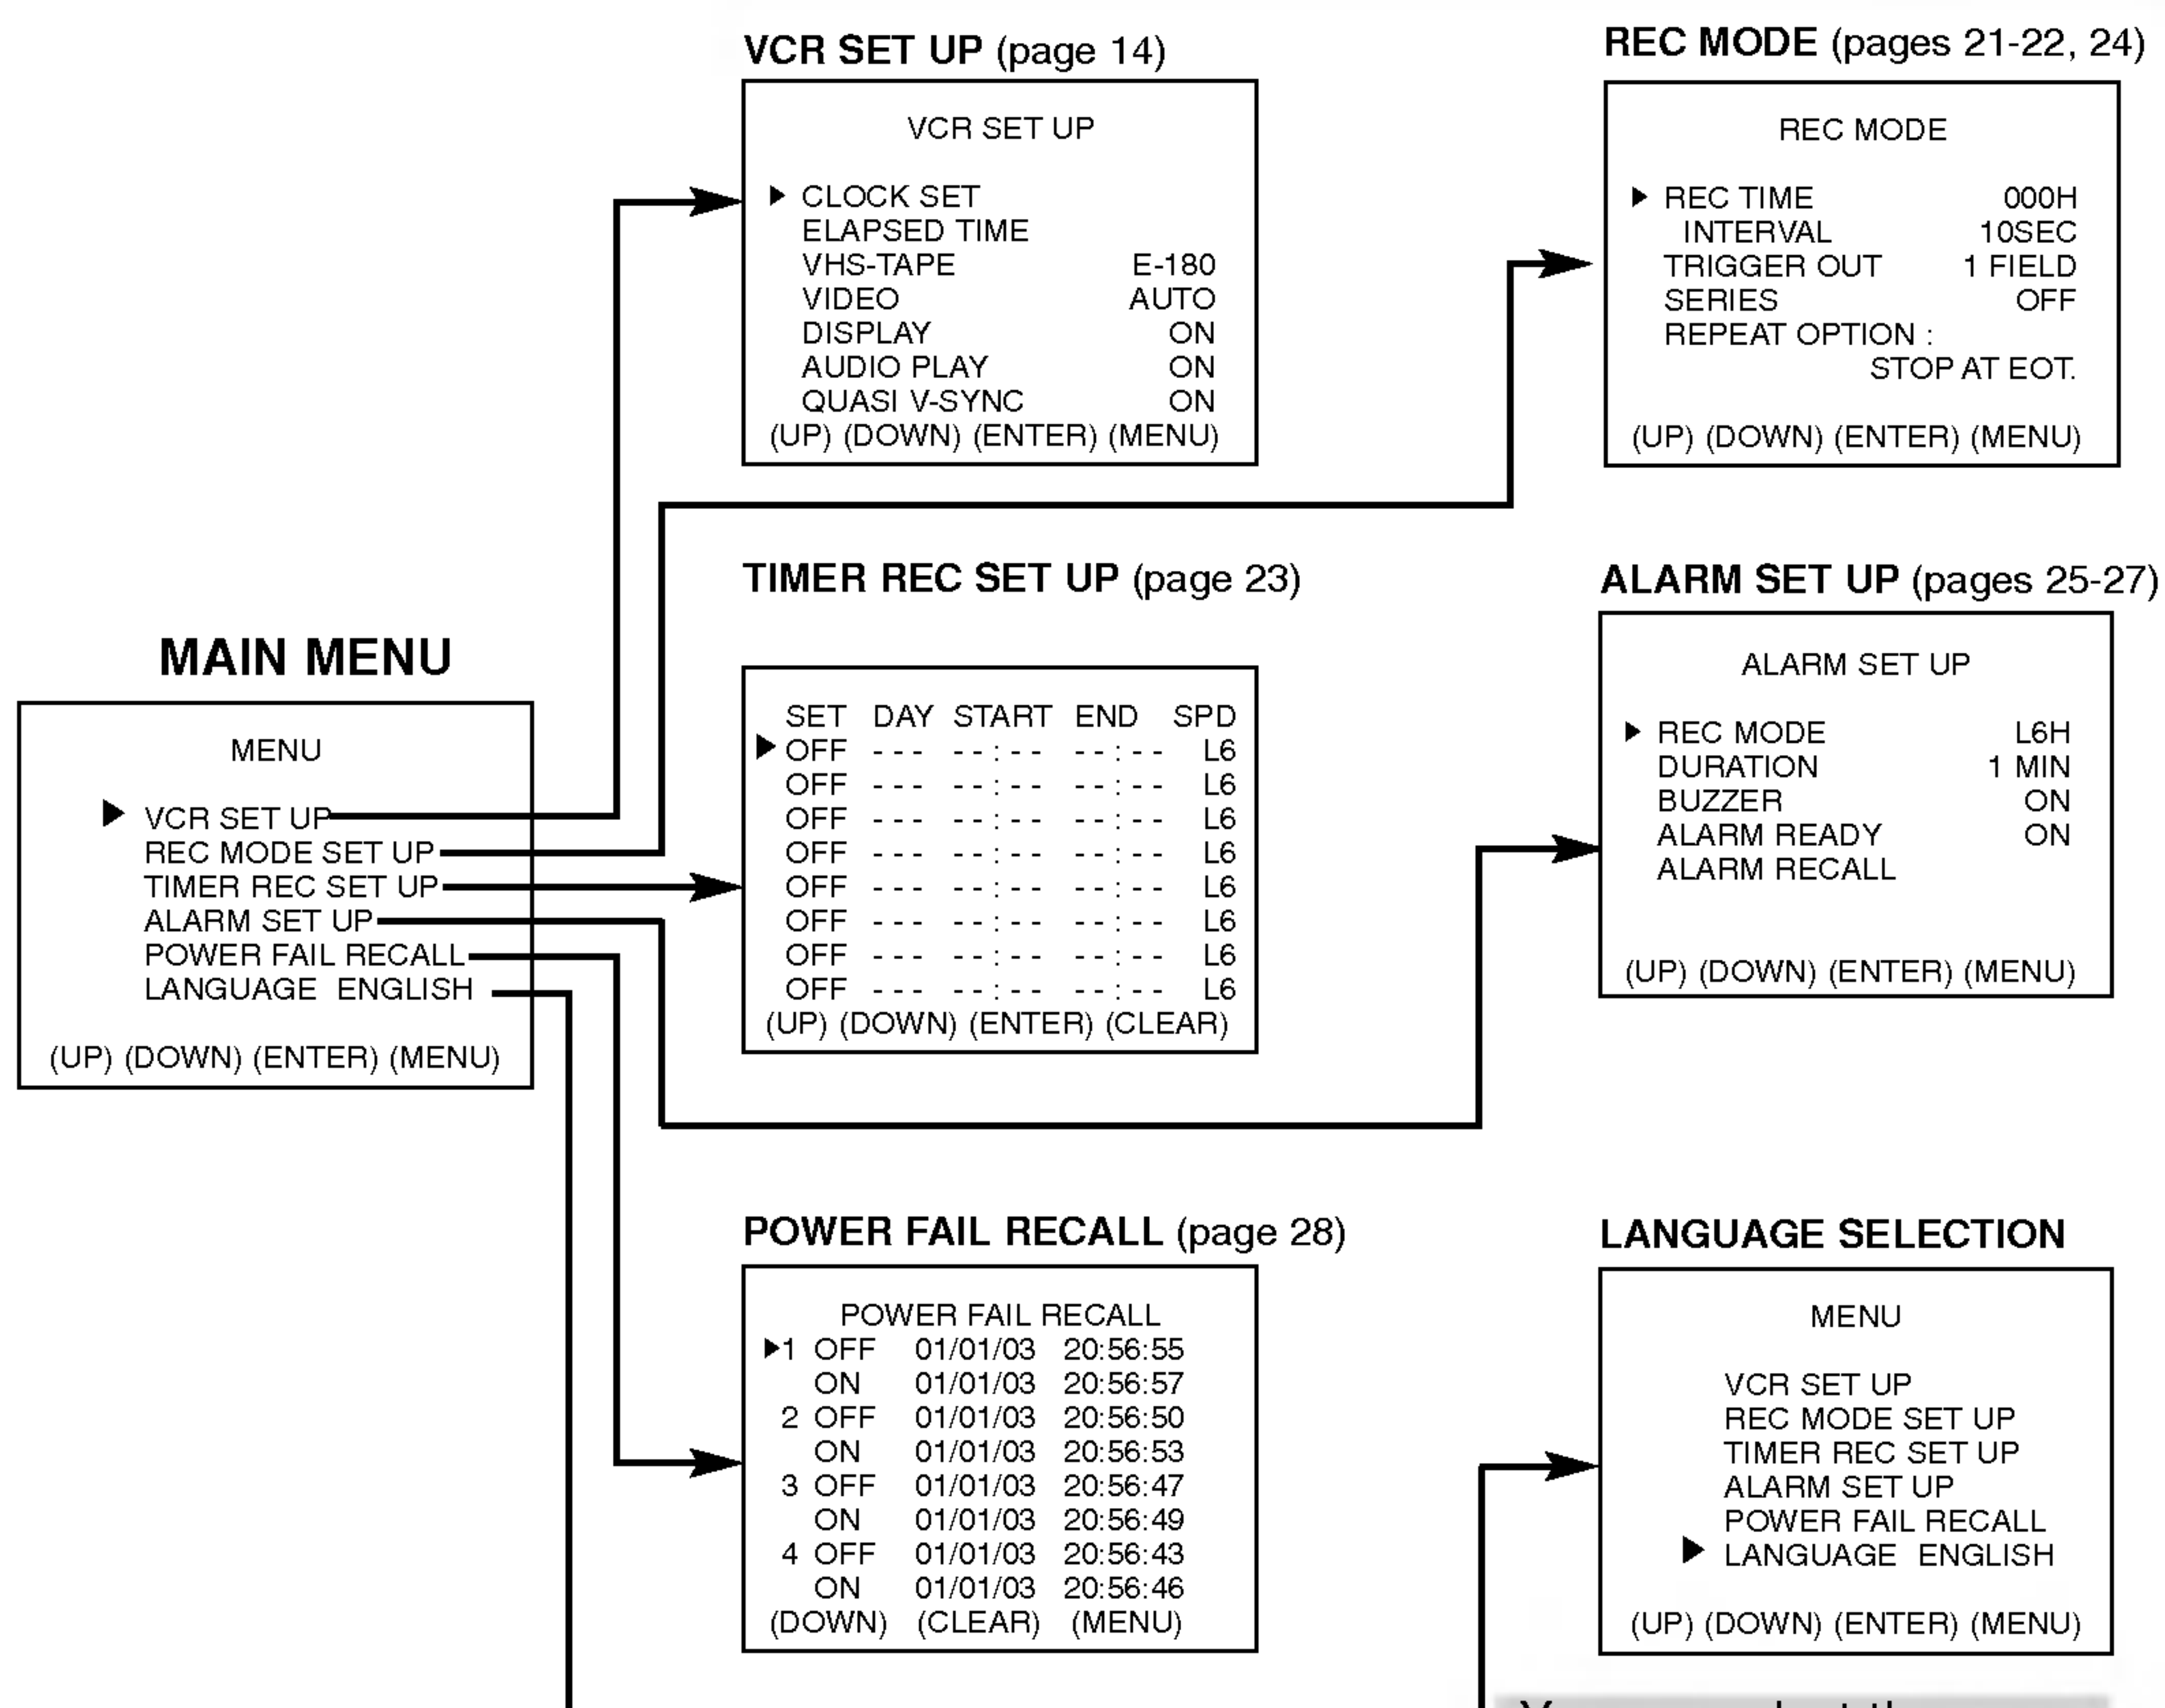 VCR SET UP (page 14)
VCR SET UP
CLOCK SET
ELAPSED TIME
VHS-TAPE E-180
VIDEO AUTO
DISPLAY ON
AUDIO PLAY ON
QUASI V-SYNC ON
(UP) (DOWN) (ENTER) (MENU)
REC MODE (pages 21-22, 24)
REC MODE
REC TIME 000H
INTERVAL 10SEC
TRIGGER OUT 1 FIELD
SERIES OFF
REPEAT OPTION :
STOP AT EOT.
(UP) (DOWN) (ENTER) (MENU)
MAIN MENU
MENU
VCR SET UP
REC MODE SET UP
TIMER REC SET UP
ALARM SET UP
POWER FAIL RECALL
LANGUAGE ENGLISH
(UP) (DOWN) (ENTER) (MENU)
TIMER REC SET UP (page 23)
SET DAY START END SPD
OFF - - - - - : - - - - : - - L6
OFF - - - - - : - - - - : - - L6
OFF - - - - - : - - - - : - - L6
OFF - - - - - : - - - - : - - L6
OFF - - - - - : - - - - : - - L6
OFF - - - - - : - - - - : - - L6
OFF - - - - - : - - - - : - - L6
OFF - - - - - : - - - - : - - L6
(UP) (DOWN) (ENTER) (CLEAR)
ALARM SET UP (pages 25-27)
ALARM SET UP
REC MODE L6H
DURATION 1 MIN
BUZZER ON
ALARM READY ON
ALARM RECALL
(UP) (DOWN) (ENTER) (MENU)
POWER FAIL RECALL (page 28)
POWER FAIL RECALL
1 OFF 01/01/03 20:56:55
ON 01/01/03 20:56:57
2 OFF 01/01/03 20:56:50
ON 01/01/03 20:56:53
3 OFF 01/01/03 20:56:47
ON 01/01/03 20:56:49
4 OFF 01/01/03 20:56:43
ON 01/01/03 20:56:46
(DOWN) (CLEAR) (MENU)
LANGUAGE SELECTION
MENU
VCR SET UP
REC MODE SET UP
TIMER REC SET UP
ALARM SET UP
POWER FAIL RECALL
LANGUAGE ENGLISH
(UP) (DOWN) (ENTER) (MENU)